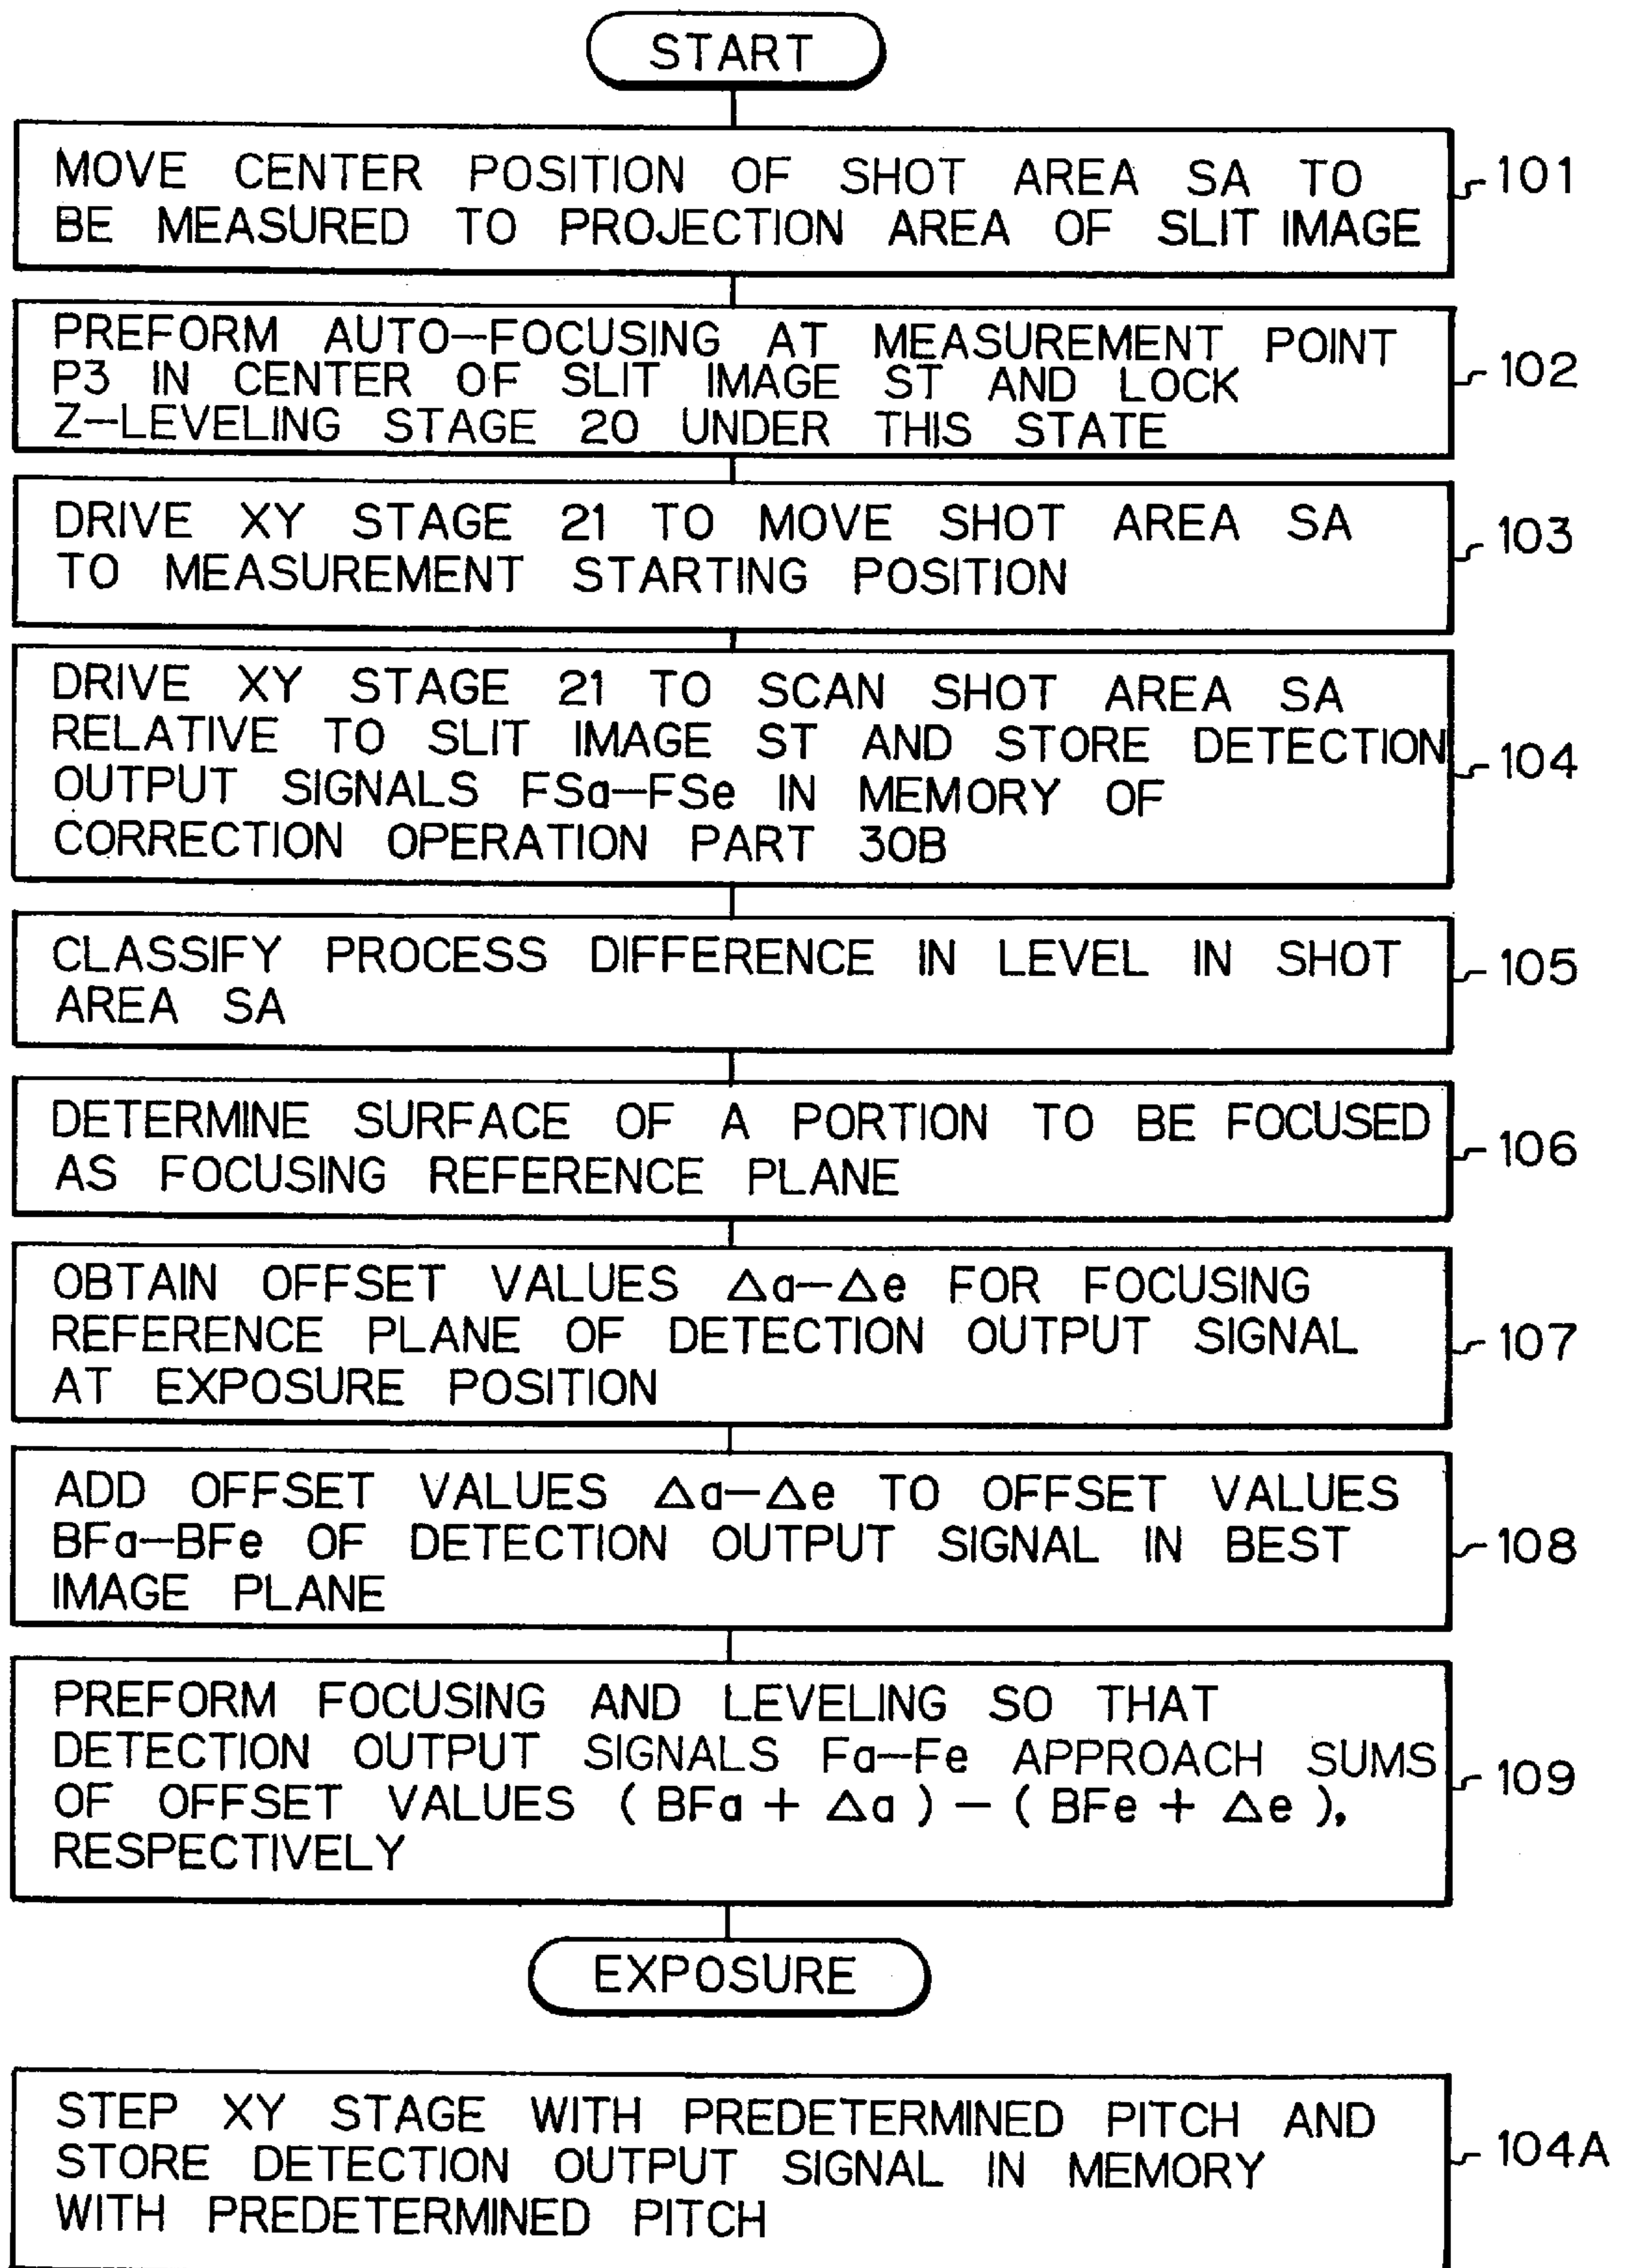 START
MOVE CENTER POSITION OF SHOT AREA SA TO
BE MEASURED TO PROJECTION AREA OF SLIT IMAGE
101
PREFORM AUTO—FOCUSING AT MEASUREMENT POINT
P3 IN CENTER OF SLIT IMAGE ST AND LOCK
Z—LEVELING STAGE 20 UNDER THIS STATE
102
DRIVE XY STAGE 21 TO MOVE SHOT AREA SA
TO MEASUREMENT STARTING POSITION
103
DRIVE XY STAGE 21 TO SCAN SHOT AREA SA
RELATIVE TO SLIT IMAGE ST AND STORE DETECTION
OUTPUT SIGNALS FSa—FSe IN MEMORY OF
CORRECTION OPERATION PART 30B
104
CLASSIFY PROCESS DIFFERENCE IN LEVEL IN SHOT
AREA SA
105
DETERMINE SURFACE OF A PORTION TO BE FOCUSED
AS FOCUSING REFERENCE PLANE
106
OBTAIN OFFSET VALUES Δa—Δe FOR FOCUSING
REFERENCE PLANE OF DETECTION OUTPUT SIGNAL
AT EXPOSURE POSITION
107
ADD OFFSET VALUES Δa—Δe TO OFFSET VALUES
BFa—BFe OF DETECTION OUTPUT SIGNAL IN BEST
IMAGE PLANE
108
PREFORM FOCUSING AND LEVELING SO THAT
DETECTION OUTPUT SIGNALS Fa—Fe APPROACH SUMS
OF OFFSET VALUES (BFa + Δa) — (BFe + Δe),
RESPECTIVELY
109
EXPOSURE
STEP XY STAGE WITH PREDETERMINED PITCH AND
STORE DETECTION OUTPUT SIGNAL IN MEMORY
WITH PREDETERMINED PITCH
104A